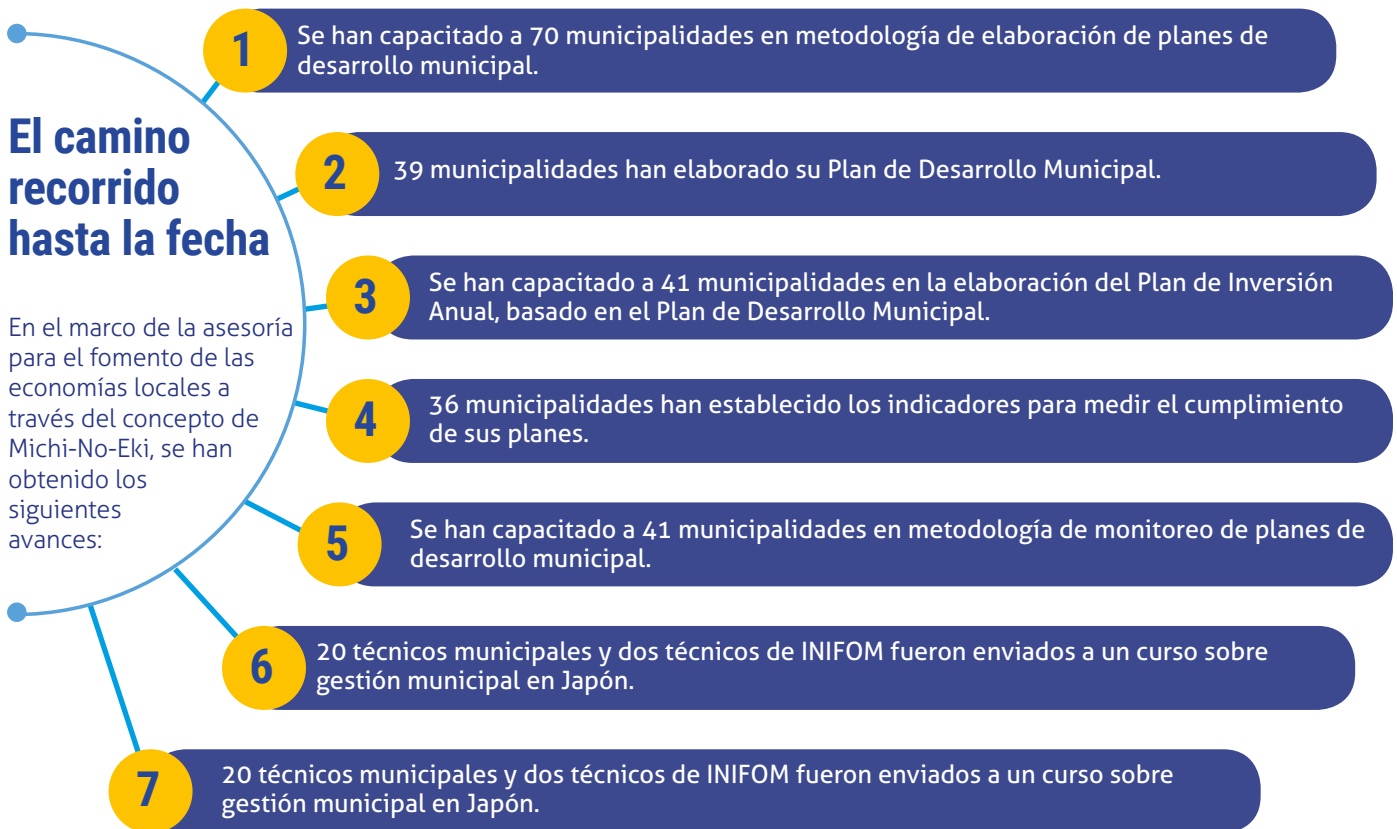 El camino
recorrido
hasta la fecha
En el marco de la asesoría
para el fomento de las
economías locales a
través del concepto de
Michi-No-Eki, se han
obtenido los
siguientes
avances:
1
Se han capacitado a 70 municipalidades en metodología de elaboración de planes de
desarrollo municipal.
2
39 municipalidades han elaborado su Plan de Desarrollo Municipal.
3
Se han capacitado a 41 municipalidades en la elaboración del Plan de Inversión
Anual, basado en el Plan de Desarrollo Municipal.
4
36 municipalidades han establecido los indicadores para medir el cumplimiento
de sus planes.
5
Se han capacitado a 41 municipalidades en metodología de monitoreo de planes de
desarrollo municipal.
6
20 técnicos municipales y dos técnicos de INIFOM fueron enviados a un curso sobre
gestión municipal en Japón.
7
20 técnicos municipales y dos técnicos de INIFOM fueron enviados a un curso sobre
gestión municipal en Japón.